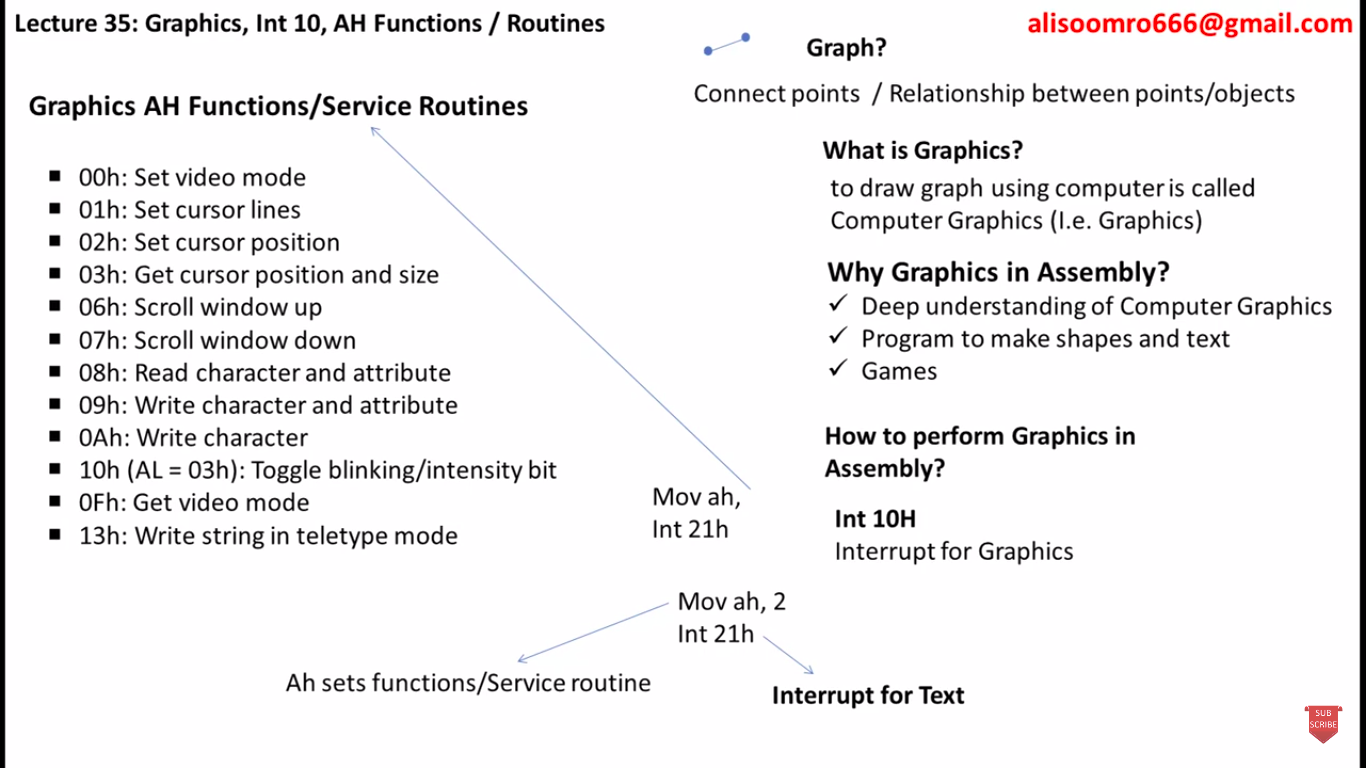 Lecture 35: Graphics, Int 10, AH Functions / Routines
alisoomro666@gmail.com
Graph?
Connect points / Relationship between points/objects
Graphics AH Functions/Service Routines
00h: Set video mode
01h: Set cursor lines
02h: Set cursor position
03h: Get cursor position and size
06h: Scroll window up
07h: Scroll window down
08h: Read character and attribute
09h: Write character and attribute
0Ah: Write character
10h (AL = 03h): Toggle blinking/intensity bit
0Fh: Get video mode
13h: Write string in teletype mode
What is Graphics?
to draw graph using computer is called
Computer Graphics (I.e. Graphics)
Why Graphics in Assembly?
Deep understanding of Computer Graphics
Program to make shapes and text
Games
How to perform Graphics in
Assembly?
Int 10H
Interrupt for Graphics
Mov ah,
Int 21h
Mov ah, 2
Int 21h
Ah sets functions/Service routine
Interrupt for Text
SUB
SCRIBE